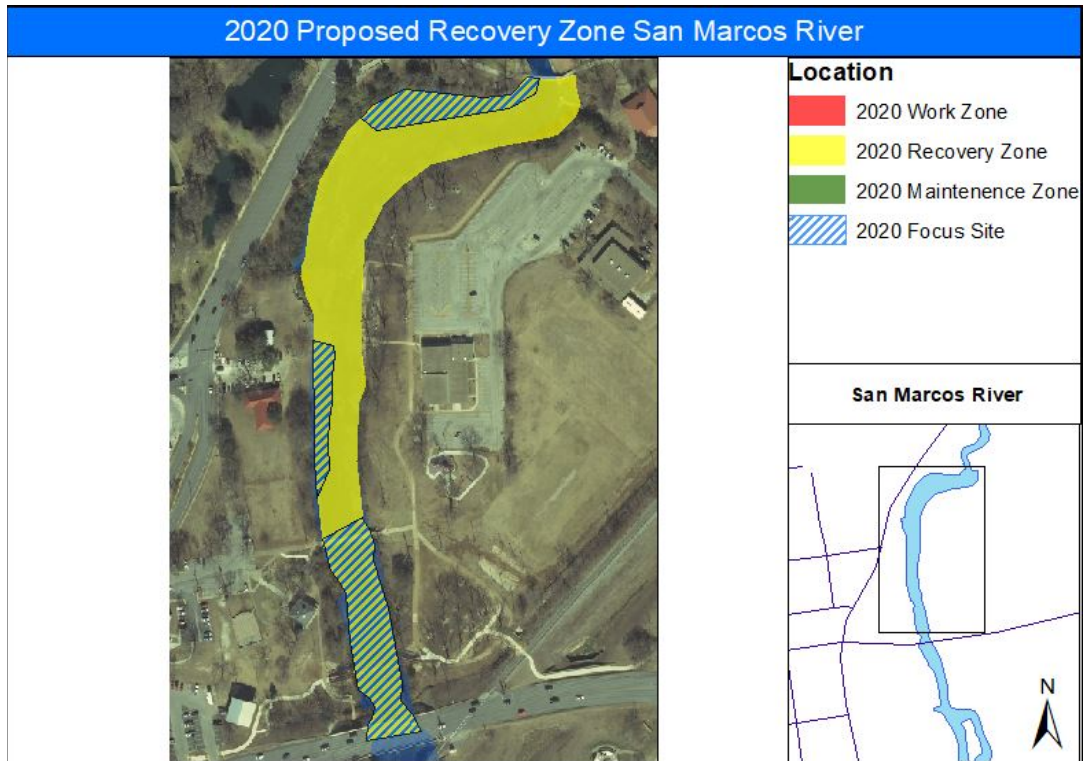 2020 Proposed Recovery Zone San Marcos River
Location
2020 Work Zone
2020 Recovery Zone
2020 Maintenence Zone
2020 Focus Site
San Marcos River
N